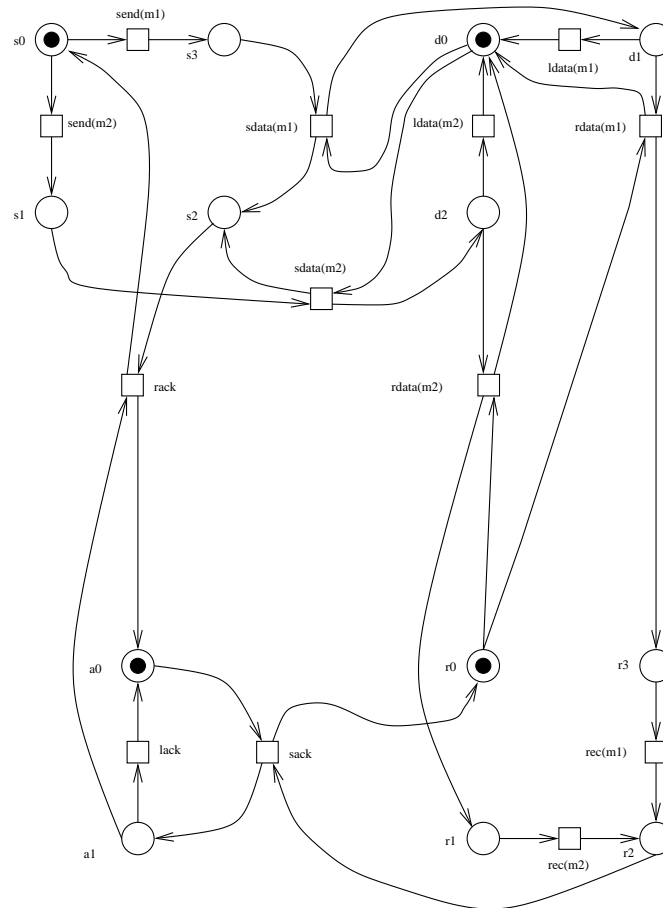 send(m1)
s0
s3
d0
d1
ldata(m1)
send(m2)
sdata(m1)
ldata(m2)
rdata(m1)
s1
s2
d2
sdata(m2)
rack
rdata(m2)
a0
r0
r3
lack
sack
rec(m1)
a1
r1
r2
rec(m2)